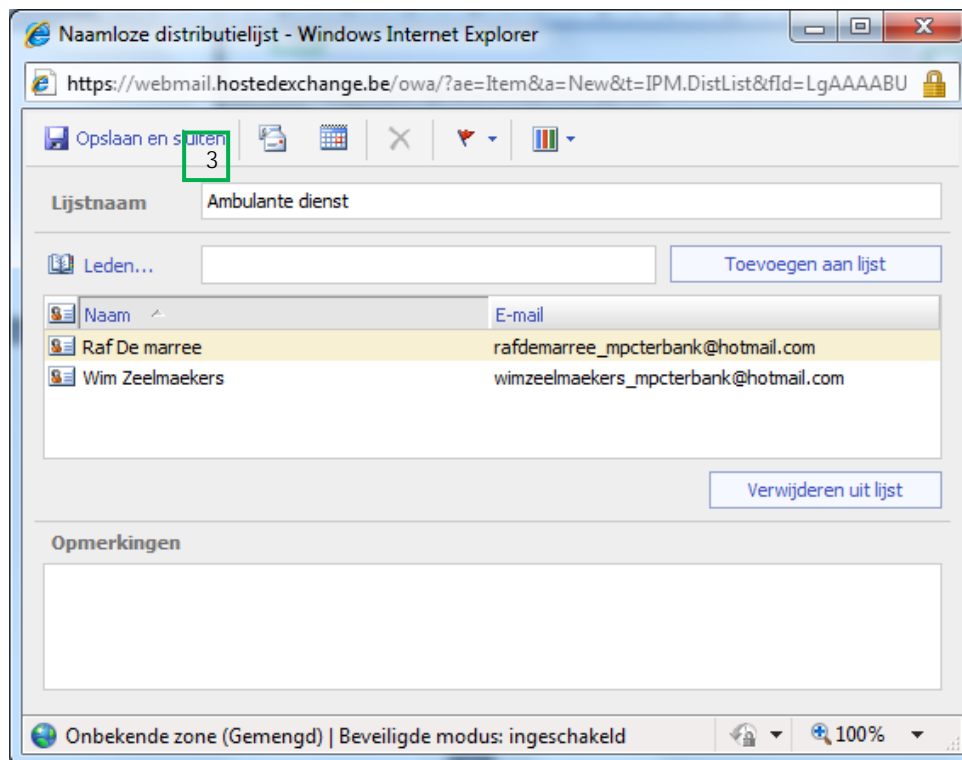 Naamloze distributielijst - Windows Internet Explorer
https://webmail.hostedexchange.be/owa/?ae=Item&a=New&t=IPM.DistList&fId=LgAAAABU
Opslaan en sluiten
3
Lijstnaam Ambulante dienst
Leden... Toevoegen aan lijst
Naam E-mail
Raf De marree rafdemarree_mpcterbank@hotmail.com
Wim Zeelmaekers wimzeelmaekers_mpcterbank@hotmail.com
Verwijderen uit lijst
Opmerkingen
Onbekende zone (Gemengd) | Beveiligde modus: ingeschakeld 100%